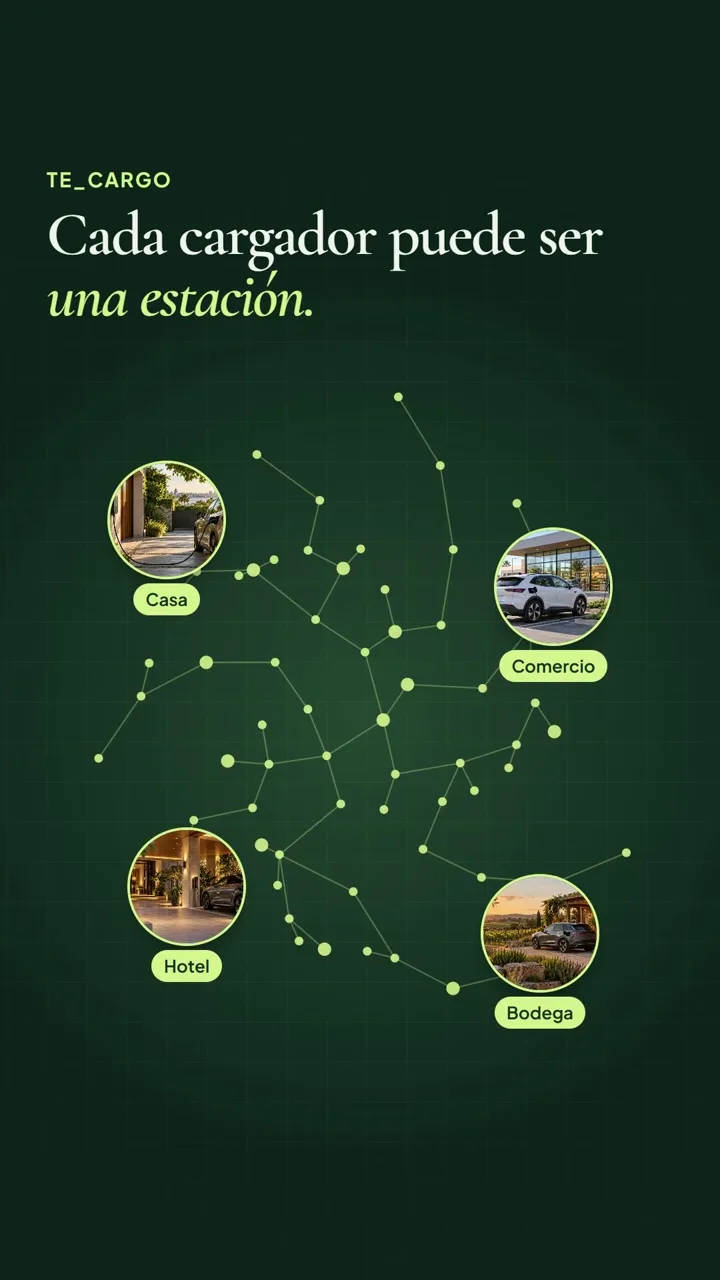 TE_CARGO
Cada cargador puede ser
una estación.
Casa
Comercio
Hotel
Bodega